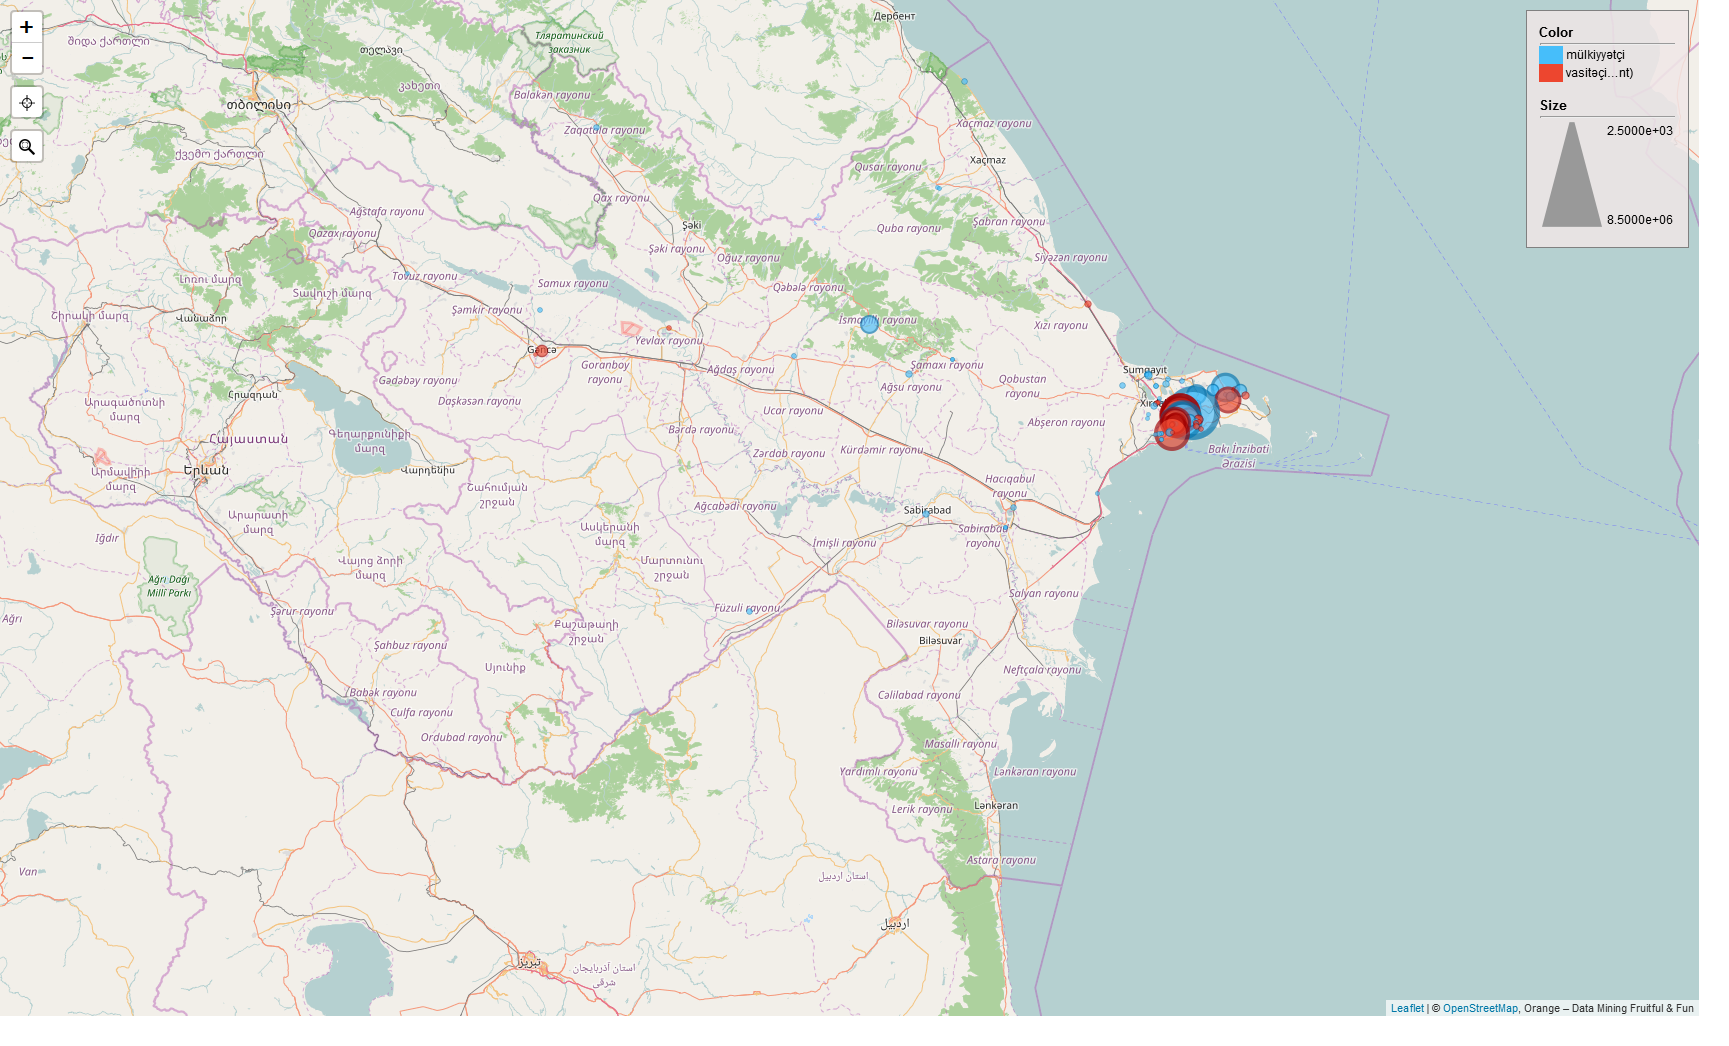 +
−
Color
mülkiyyətçi
vasitəçi...nt)
Size
2.5000e+03
8.5000e+06
Дербент
შიდა ქართლი
თელავი
Тляратинский
заказник
კახეთი
Balakən rayonu
თბილისი
Zaqatala rayonu
Xaçmaz rayonu
ქვემო ქართლი
Xaçmaz
Qusar rayonu
Qax rayonu
Ağstafa rayonu
Şəki
Şabran rayonu
Quba rayonu
Qazax rayonu
Şəki rayonu
Oğuz rayonu
Siyəzən rayonu
Լոռու մարզ
Tovuz rayonu
Samux rayonu
Qəbələ rayonu
Տավուշի մարզ
Şəmkir rayonu
Շիրակի մարզ
Վանաձոր
İsmayıllı rayonu
Xızı rayonu
Yevlax rayonu
Gəncə
Goranboy
rayonu
Ağdaş rayonu
Şamaxı rayonu
Sumqayıt
Gədəbəy rayonu
Ağsu rayonu
Qobustan
rayonu
Հրազդան
Daşkəsən rayonu
Արագածոտնի
մարզ
Ucar rayonu
Abşeron rayonu
Bərdə rayonu
Հայաստան
Գեղարքունիքի
մարզ
Zərdab rayonu
Kürdəmir rayonu
Bakı İnzibati
Ərazisi
Երևան
Վարդենիս
Արմավիրի
մարզ
Hacıqabul
rayonu
Շահումյան
շրջան
Ağcabədi rayonu
Sabirabad
Արարատի
մարզ
Ասկերանի
մարզ
Sabirabad
rayonu
Iğdır
İmişli rayonu
Վայոց ձորի
մարզ
Մարտունու
շրջան
Ağrı Dağı
Milli Parkı
Salyan rayonu
Şərur rayonu
Füzuli rayonu
Ağrı
Biləsuvar rayonu
Քաշաթաղի
շրջան
Biləsuvar
Şahbuz rayonu
Սյունիք
Neftçala rayonu
Babək rayonu
Cəlilabad rayonu
Culfa rayonu
Ordubad rayonu
Masallı rayonu
Yardımlı rayonu
Lənkəran rayonu
Lerik rayonu
Lənkəran
Astara rayonu
Van
استان اردبیل
اردبیل
تبریز
استان آذربایجان
شرقی
Leaflet | © OpenStreetMap, Orange – Data Mining Fruitful & Fun